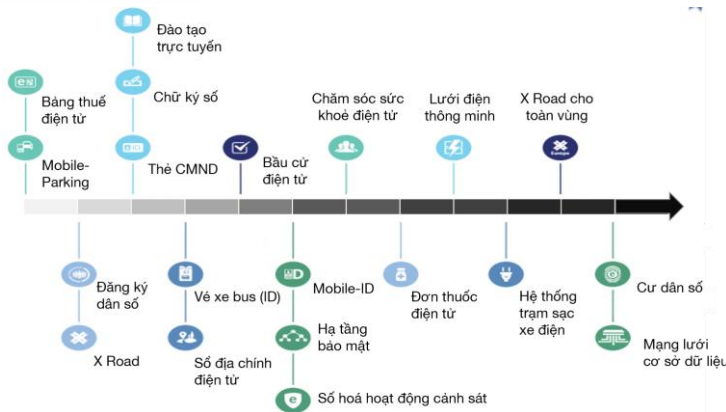 Đào tạo
trực tuyến
Bảng thuế
điện tử
Chữ ký số
Chăm sóc sức
khoẻ điện tử
Lưới điện
thông minh
X Road cho
toàn vùng
Mobile-
Parking
Thẻ CMND
Bầu cử
điện tử
Europe
Đăng ký
dân số
Vé xe bus (ID)
Mobile-ID
Đơn thuốc
điện tử
Hệ thống
trạm sạc
xe điện
Cư dân số
X Road
Sổ địa chính
điện tử
Hạ tầng
bảo mật
Mạng lưới
cơ sở dữ liệu
Số hoá hoạt động cảnh sát